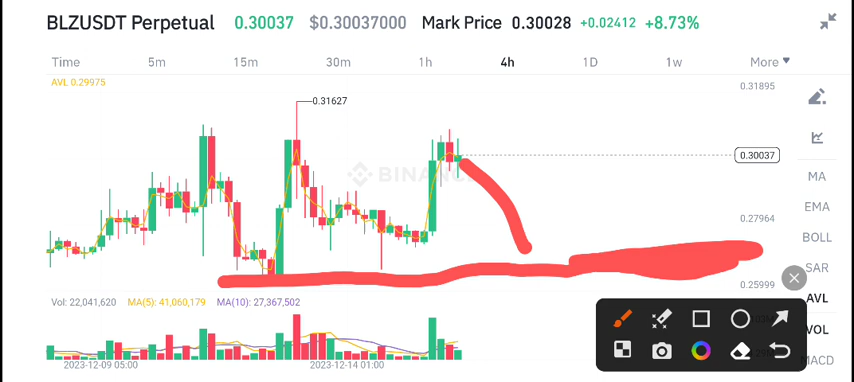 BLZUSDT Perpetual 0.30037 $0.30037000 Mark Price 0.30028 +0.02412 +8.73%
Time 5m 15m 30m 1h 4h 1D 1w More
AVL 0.29975
0.31895
0.31627
0.30037
BINANC
MA
EMA
0.27964
BOLL
SAR
0.25999
AVL
Vol: 22,041,620 MA(5): 41,060,179 MA(10): 27,367,502
VOL
MACD
2023-12-09 05:00 2023-12-14 01:00